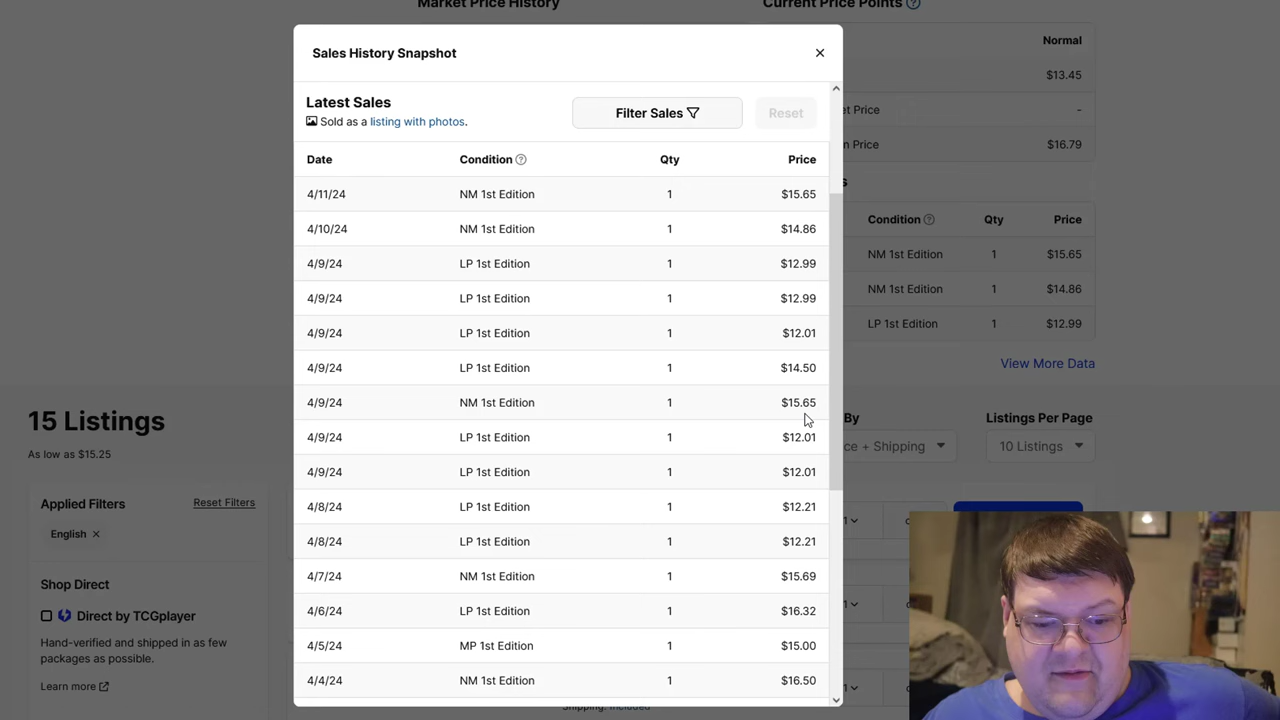 Market Price History
Current Price Points
Sales History Snapshot
Normal
$13.45
et Price
-
n Price
$16.79
Latest Sales
Sold as a listing with photos.
Filter Sales
Reset
Date Condition Qty Price
4/11/24 NM 1st Edition 1 $15.65
4/10/24 NM 1st Edition 1 $14.86
4/9/24 LP 1st Edition 1 $12.99
4/9/24 LP 1st Edition 1 $12.99
4/9/24 LP 1st Edition 1 $12.01
4/9/24 LP 1st Edition 1 $14.50
4/9/24 NM 1st Edition 1 $15.65
4/9/24 LP 1st Edition 1 $12.01
4/9/24 LP 1st Edition 1 $12.01
4/8/24 LP 1st Edition 1 $12.21
4/8/24 LP 1st Edition 1 $12.21
4/7/24 NM 1st Edition 1 $15.69
4/6/24 LP 1st Edition 1 $16.32
4/5/24 MP 1st Edition 1 $15.00
4/4/24 NM 1st Edition 1 $16.50
Shipping: Included
s
Condition Qty Price
NM 1st Edition 1 $15.65
NM 1st Edition 1 $14.86
LP 1st Edition 1 $12.99
View More Data
15 Listings
As low as $15.25
By
ce + Shipping
Listings Per Page
10 Listings
Applied Filters
Reset Filters
English
Shop Direct
Direct by TCGplayer
Hand-verified and shipped in as few
packages as possible.
Learn more
1
1
1